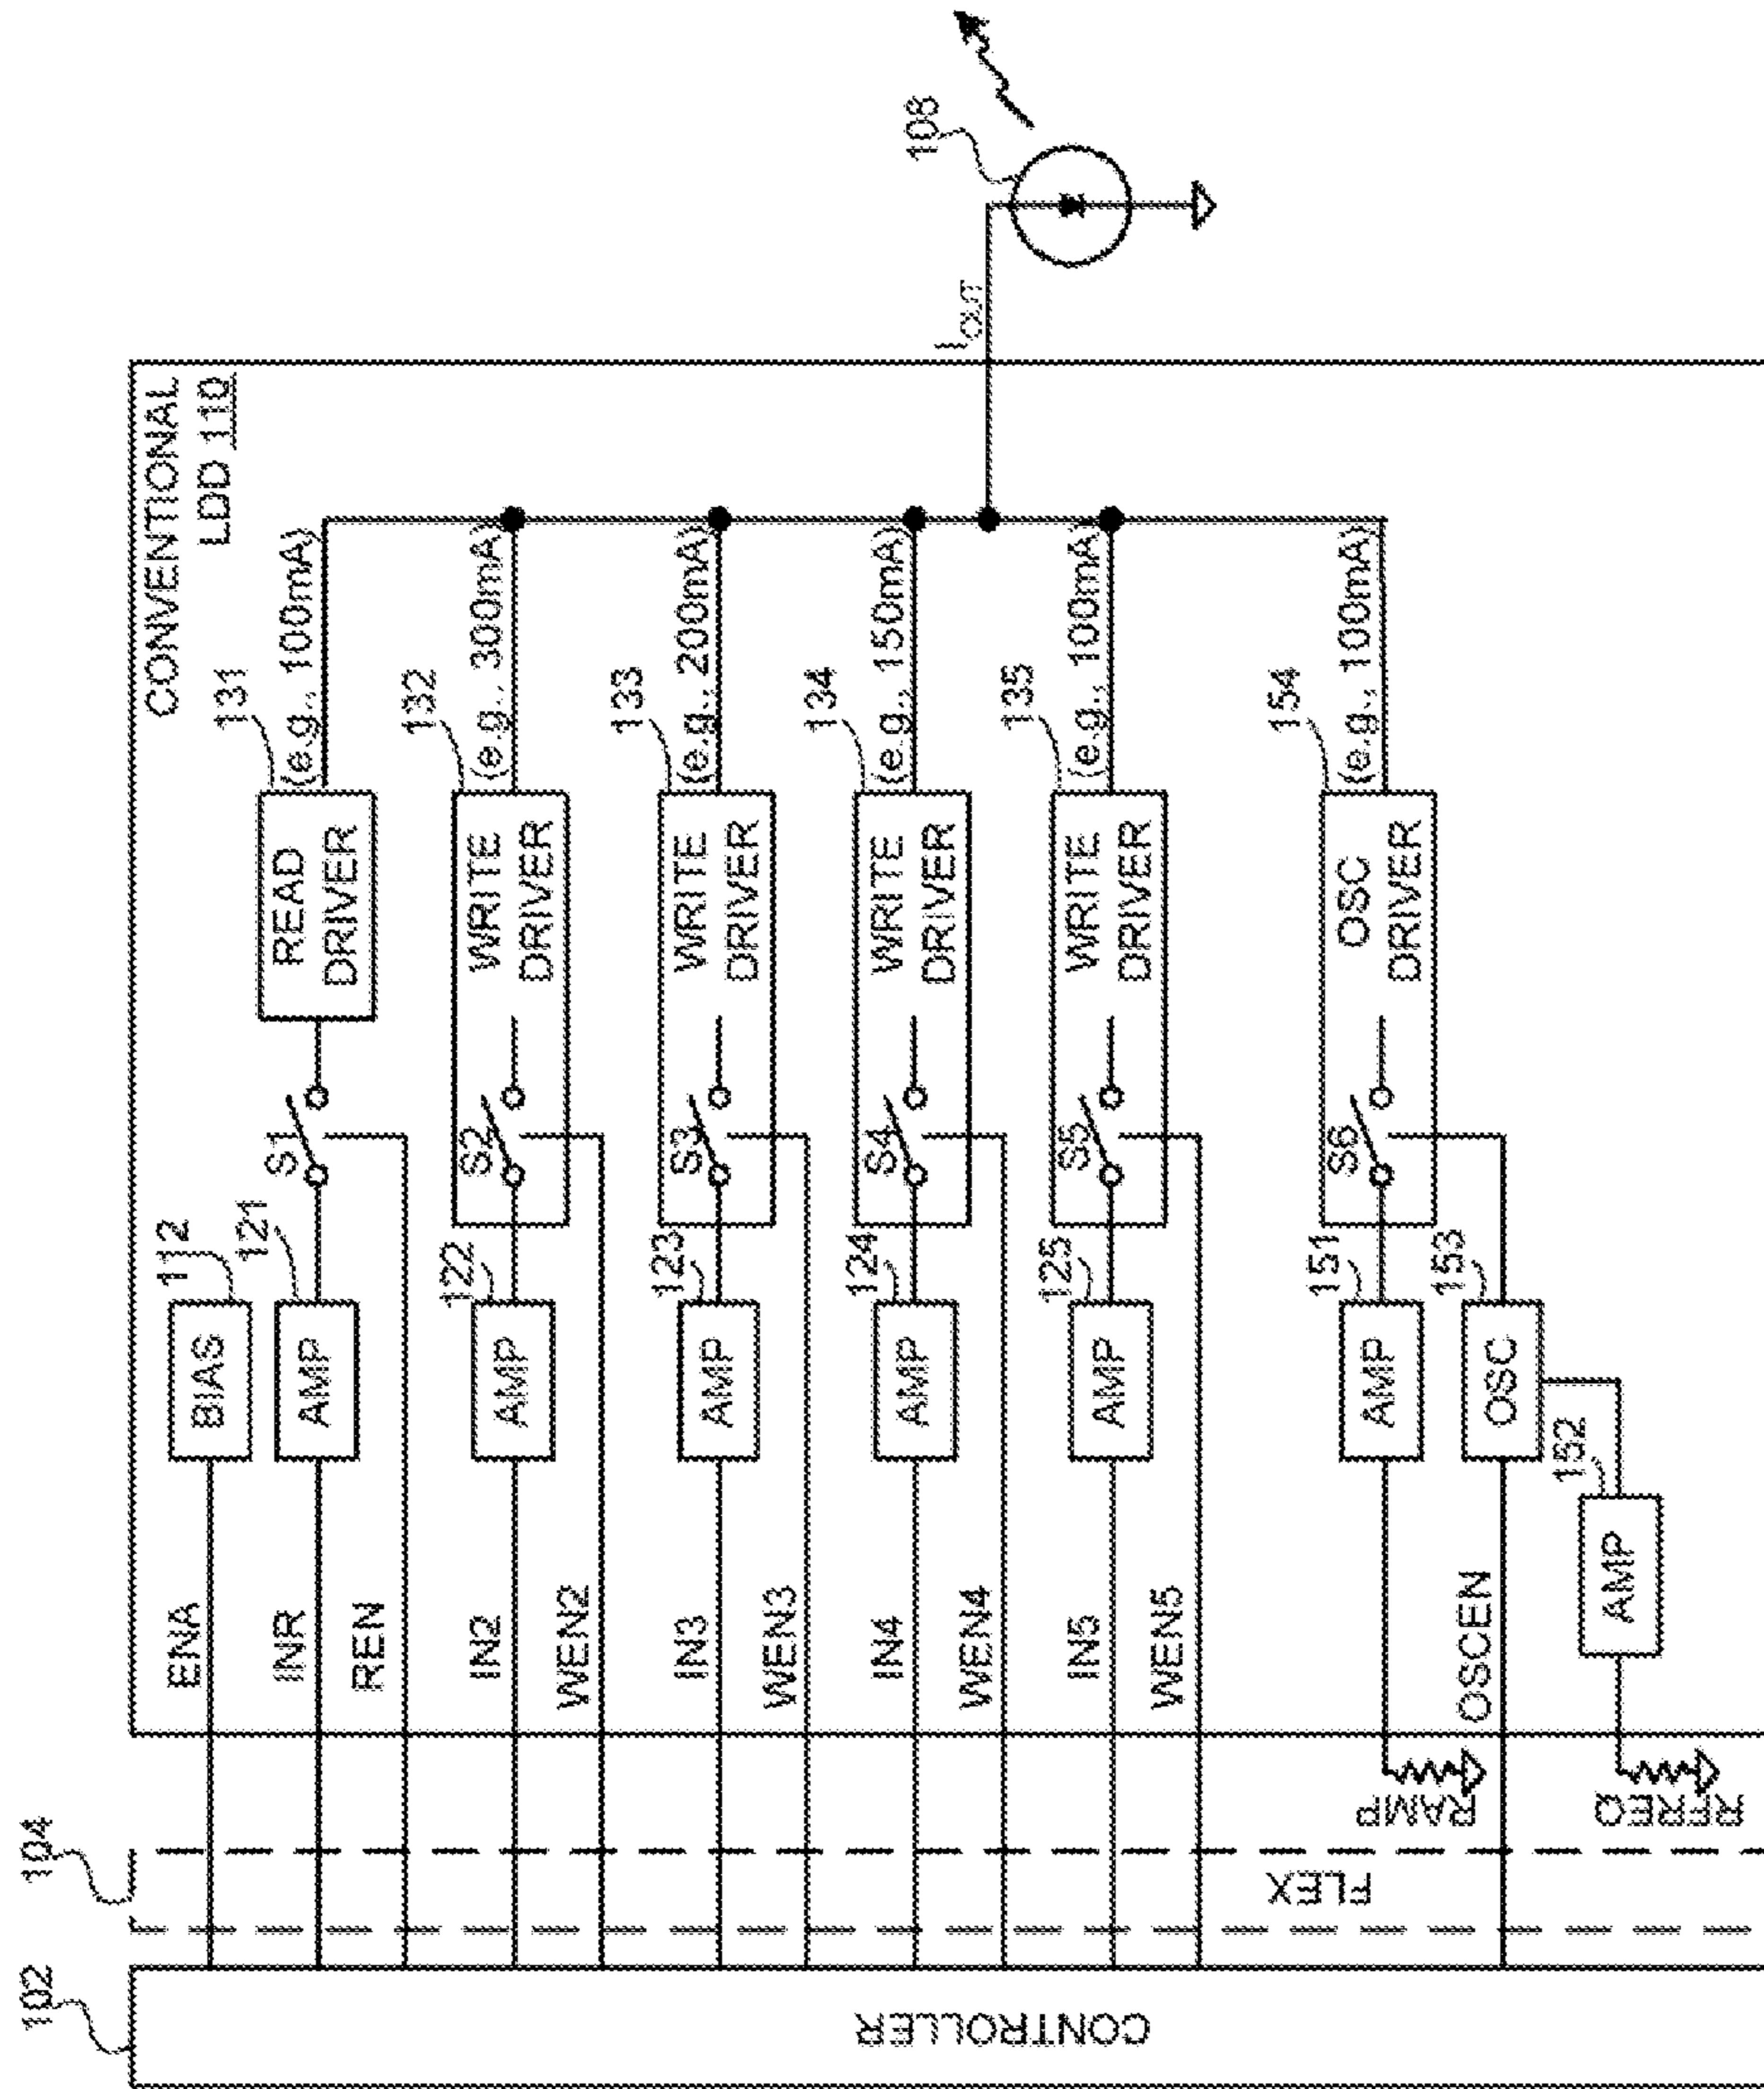 102
104
CONTROLLER
FLEX
CONVENTIONAL
LDD 110
ENA
BIAS
112
INR
AMP
121
S1
READ
DRIVER
131
(e.g., 100mA)
REN
IN2
AMP
122
S2
WRITE
DRIVER
132
(e.g., 300mA)
WEN2
IN3
AMP
123
S3
WRITE
DRIVER
133
(e.g., 200mA)
WEN3
IN4
AMP
124
S4
WRITE
DRIVER
134
(e.g., 150mA)
WEN4
IN5
AMP
125
S5
WRITE
DRIVER
135
(e.g., 100mA)
WEN5
RAMP
AMP
151
S6
OSC
DRIVER
154
(e.g., 100mA)
OSCEN
OSC
153
RFREQ
AMP
152
IOUT
108